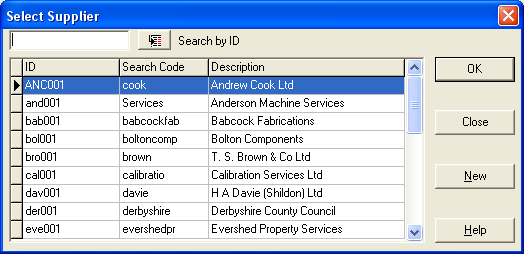 Select Supplier
Search by ID
ID Search Code Description
ANC001 cook Andrew Cook Ltd
and001 Services Anderson Machine Services
bab001 babcockfab Babcock Fabrications
bol001 boltoncomp Bolton Components
bro001 brown T. S. Brown & Co Ltd
cal001 calibratio Calibration Services Ltd
dav001 davie H A Davie (Shildon) Ltd
der001 derbyshire Derbyshire County Council
eve001 evershedpr Evershed Property Services
OK
Close
New
Help